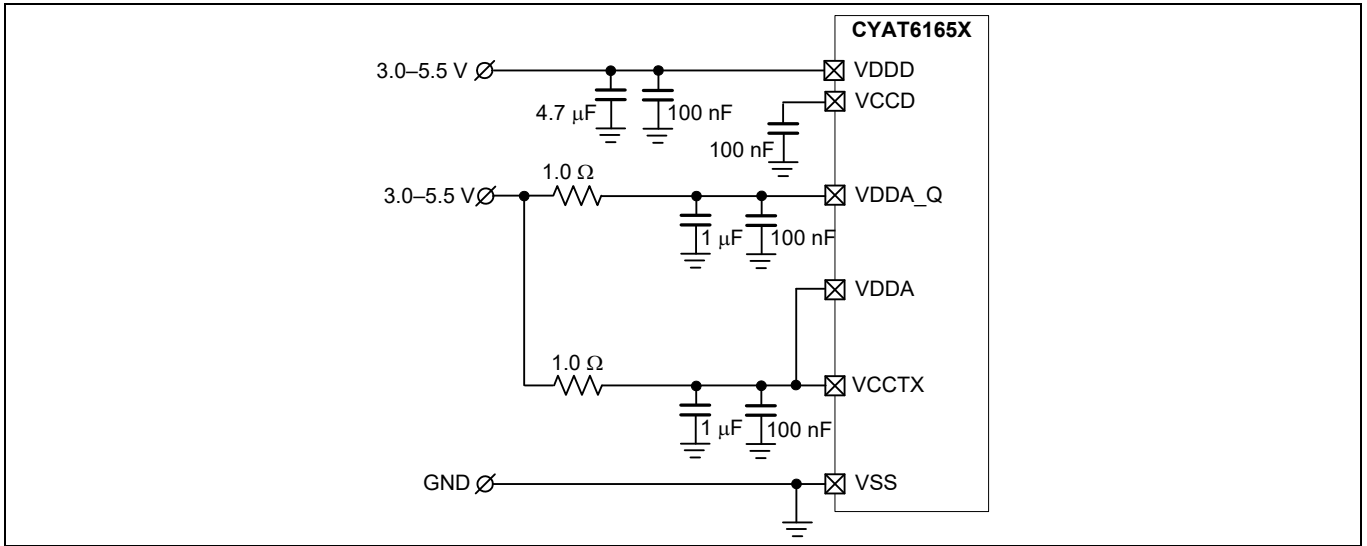 CYAT6165X
3.0–5.5 V
VDDD
VCCD
4.7 μF
100 nF
100 nF
1.0 Ω
3.0–5.5 V
VDDA_Q
1 μF
100 nF
VDDA
1.0 Ω
VCCTX
1 μF
100 nF
GND
VSS